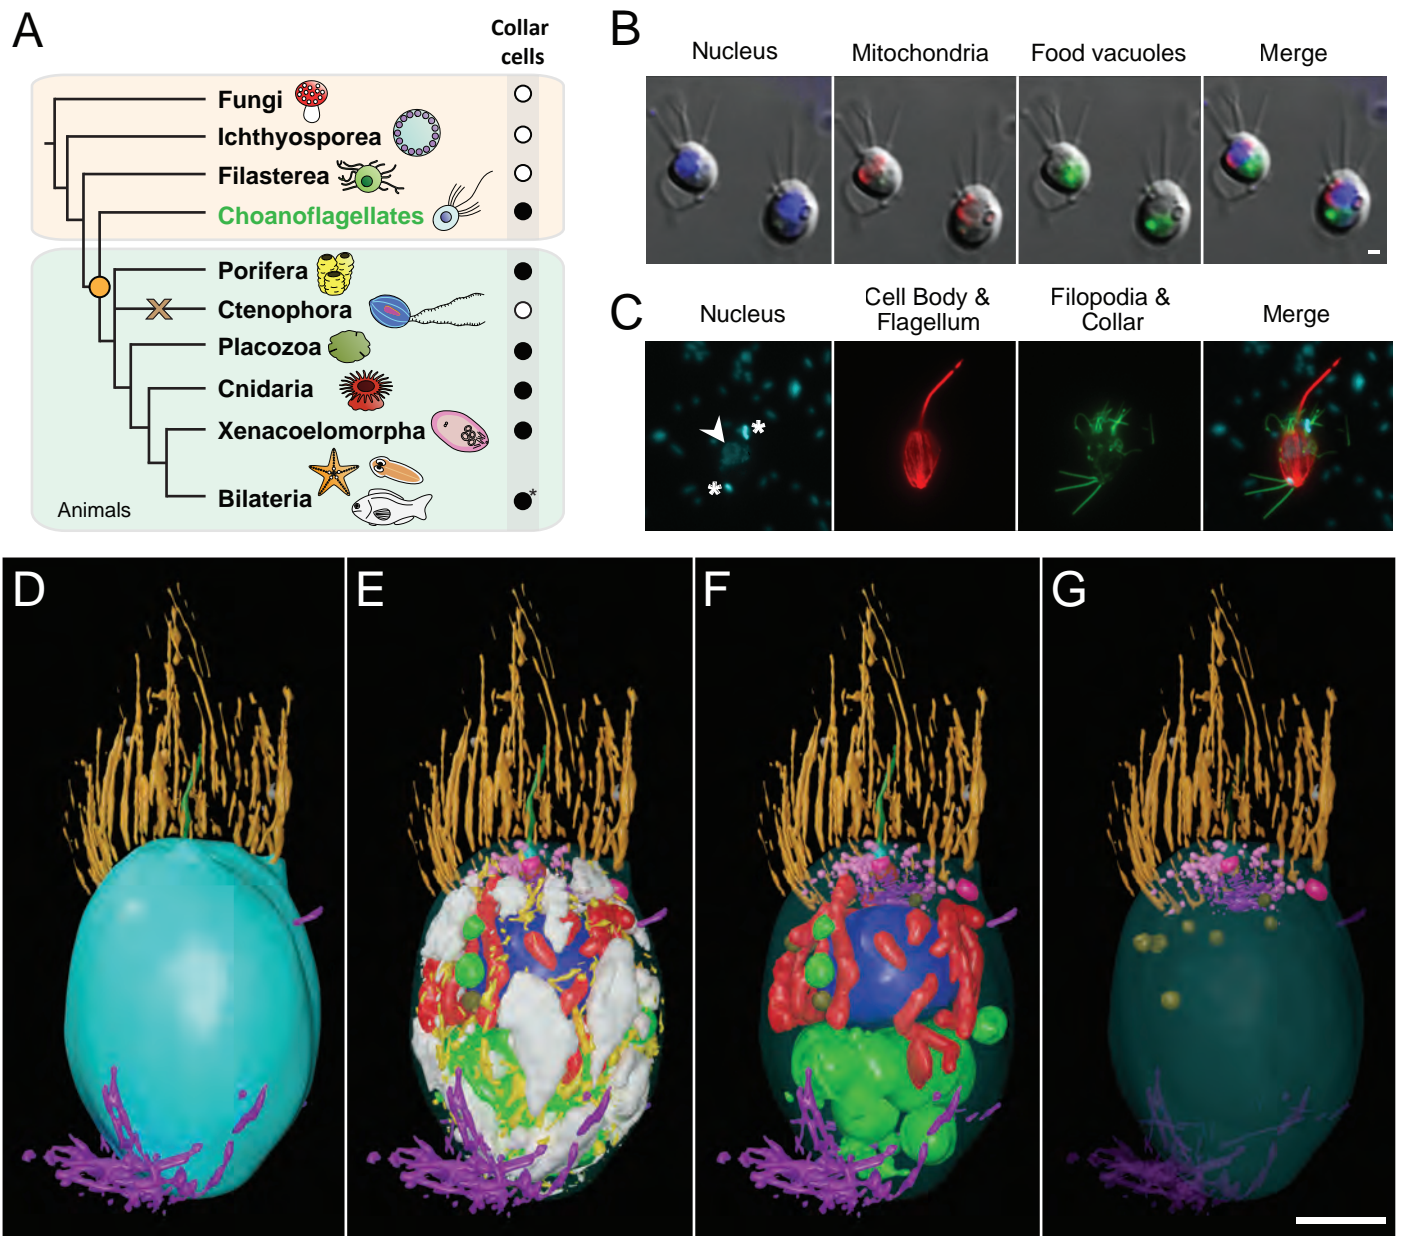 A
Collar
cells
Fungi
Ichthyosporea
Filasterea
Choanoflagellates
Porifera
Ctenophora
Placozoa
Cnidaria
Xenacoelomorpha
Bilateria
*
Animals
B
Nucleus
Mitochondria
Food vacuoles
Merge
C
Nucleus
Cell Body &
Flagellum
Filopodia &
Collar
Merge
*
*
D
E
F
G